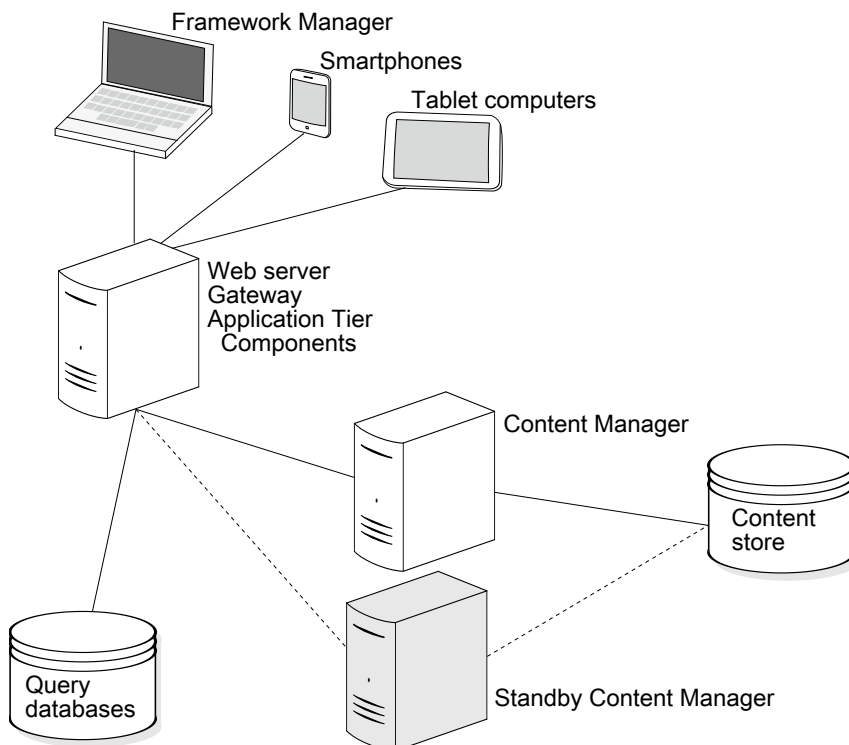 Framework Manager
Smartphones
Tablet computers
Web server
Gateway
Application Tier
Components
Content Manager
Content
store
Query
databases
Standby Content Manager